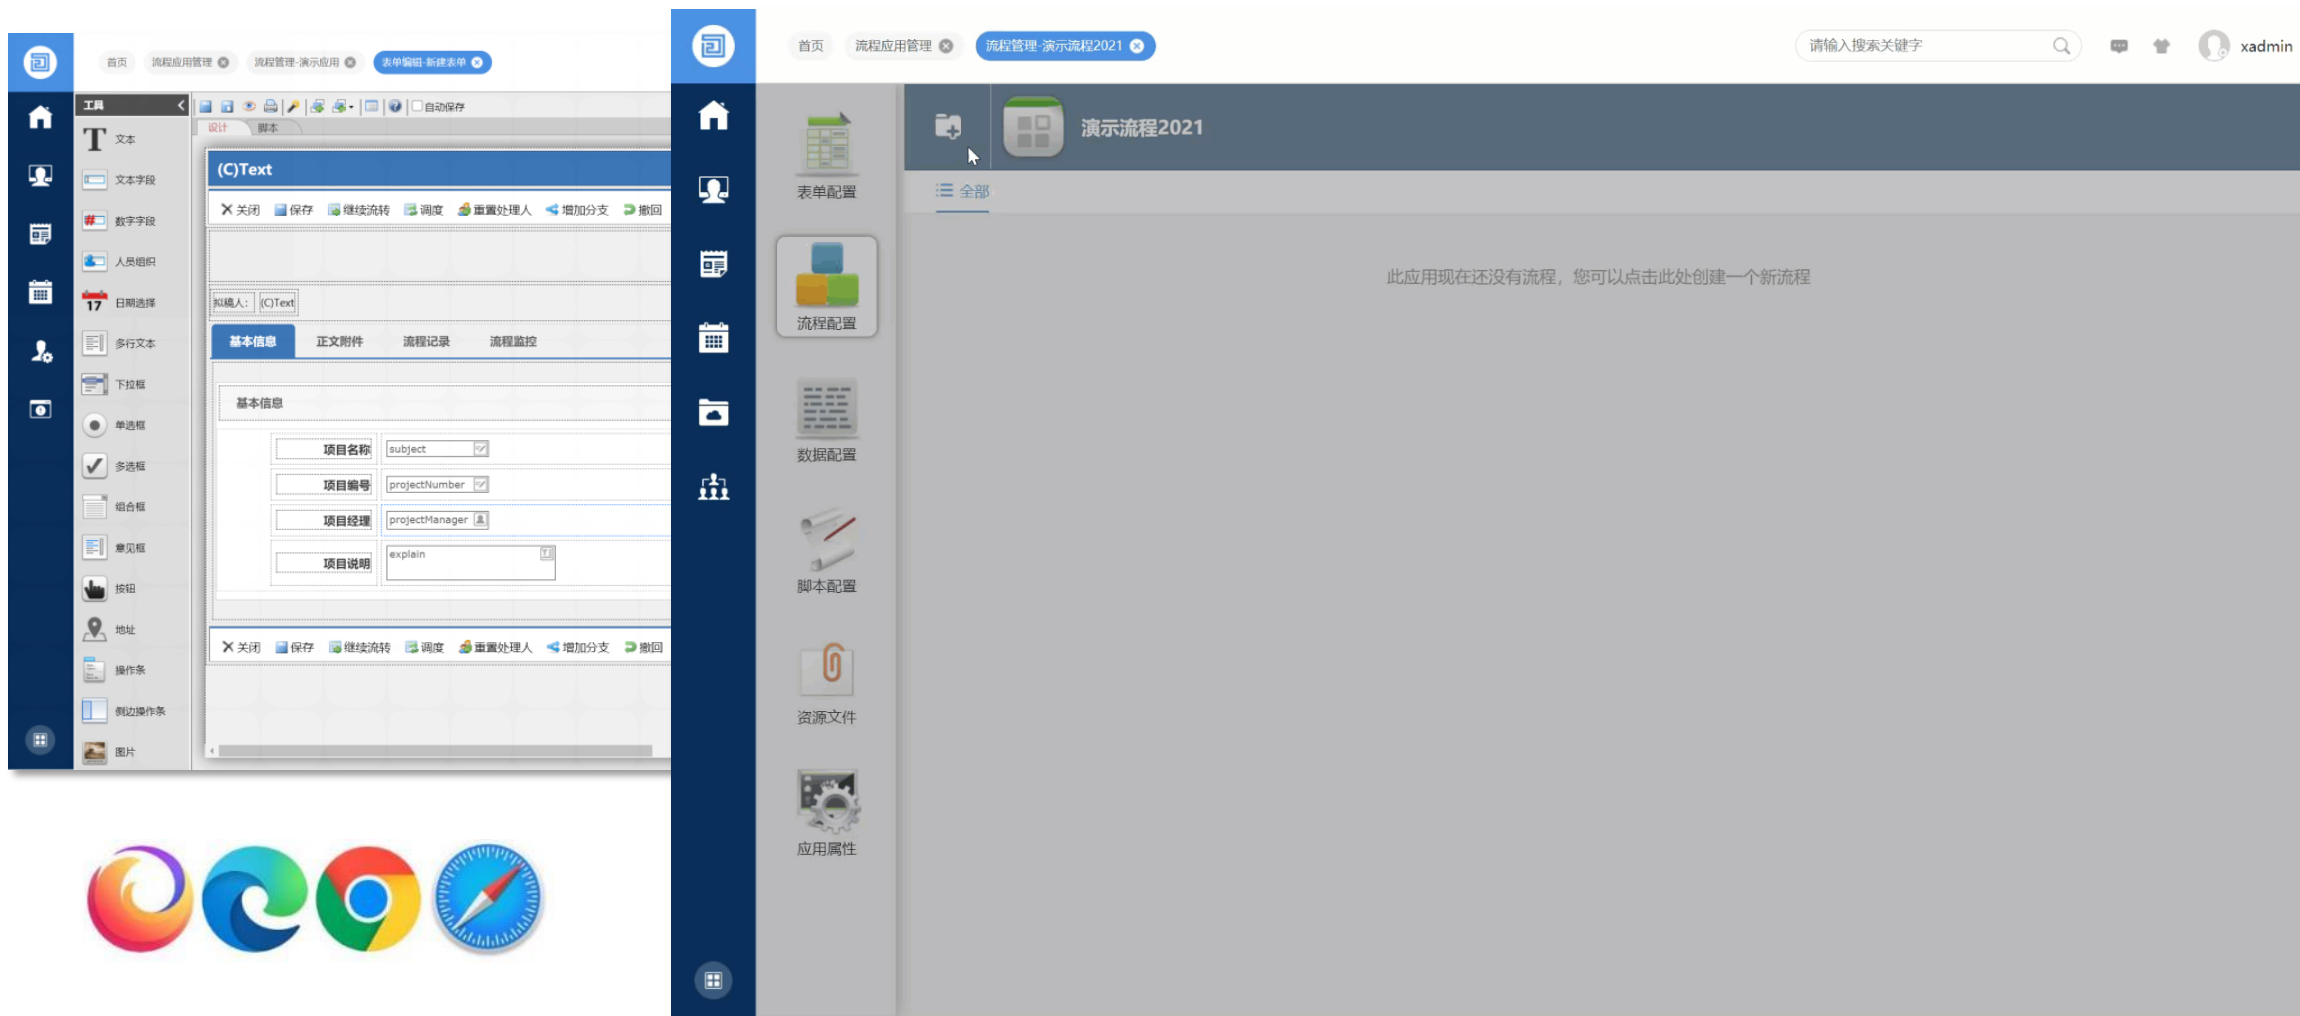 首页 流程应用管理 流程管理-演示应用 表单编辑-新建表单
工具
自动保存
设计 脚本
文本
文本字段
数字字段
人员组织
17 日期选择
多行文本
下拉框
单选框
多选框
组合框
意见框
按钮
地址
操作条
侧边操作条
图片
(C)Text
关闭 保存 继续流转 调度 重置处理人 增加分支 撤回
拟稿人: (C)Text
基本信息 正文附件 流程记录 流程监控
基本信息
项目名称 subject
项目编号 projectNumber
项目经理 projectManager
项目说明 explain
关闭 保存 继续流转 调度 重置处理人 增加分支 撤回
首页 流程应用管理 流程管理-演示流程2021
请输入搜索关键字
xadmin
表单配置
流程配置
数据配置
脚本配置
资源文件
应用属性
演示流程2021
全部
此应用现在还没有流程，您可以点击此处创建一个新流程